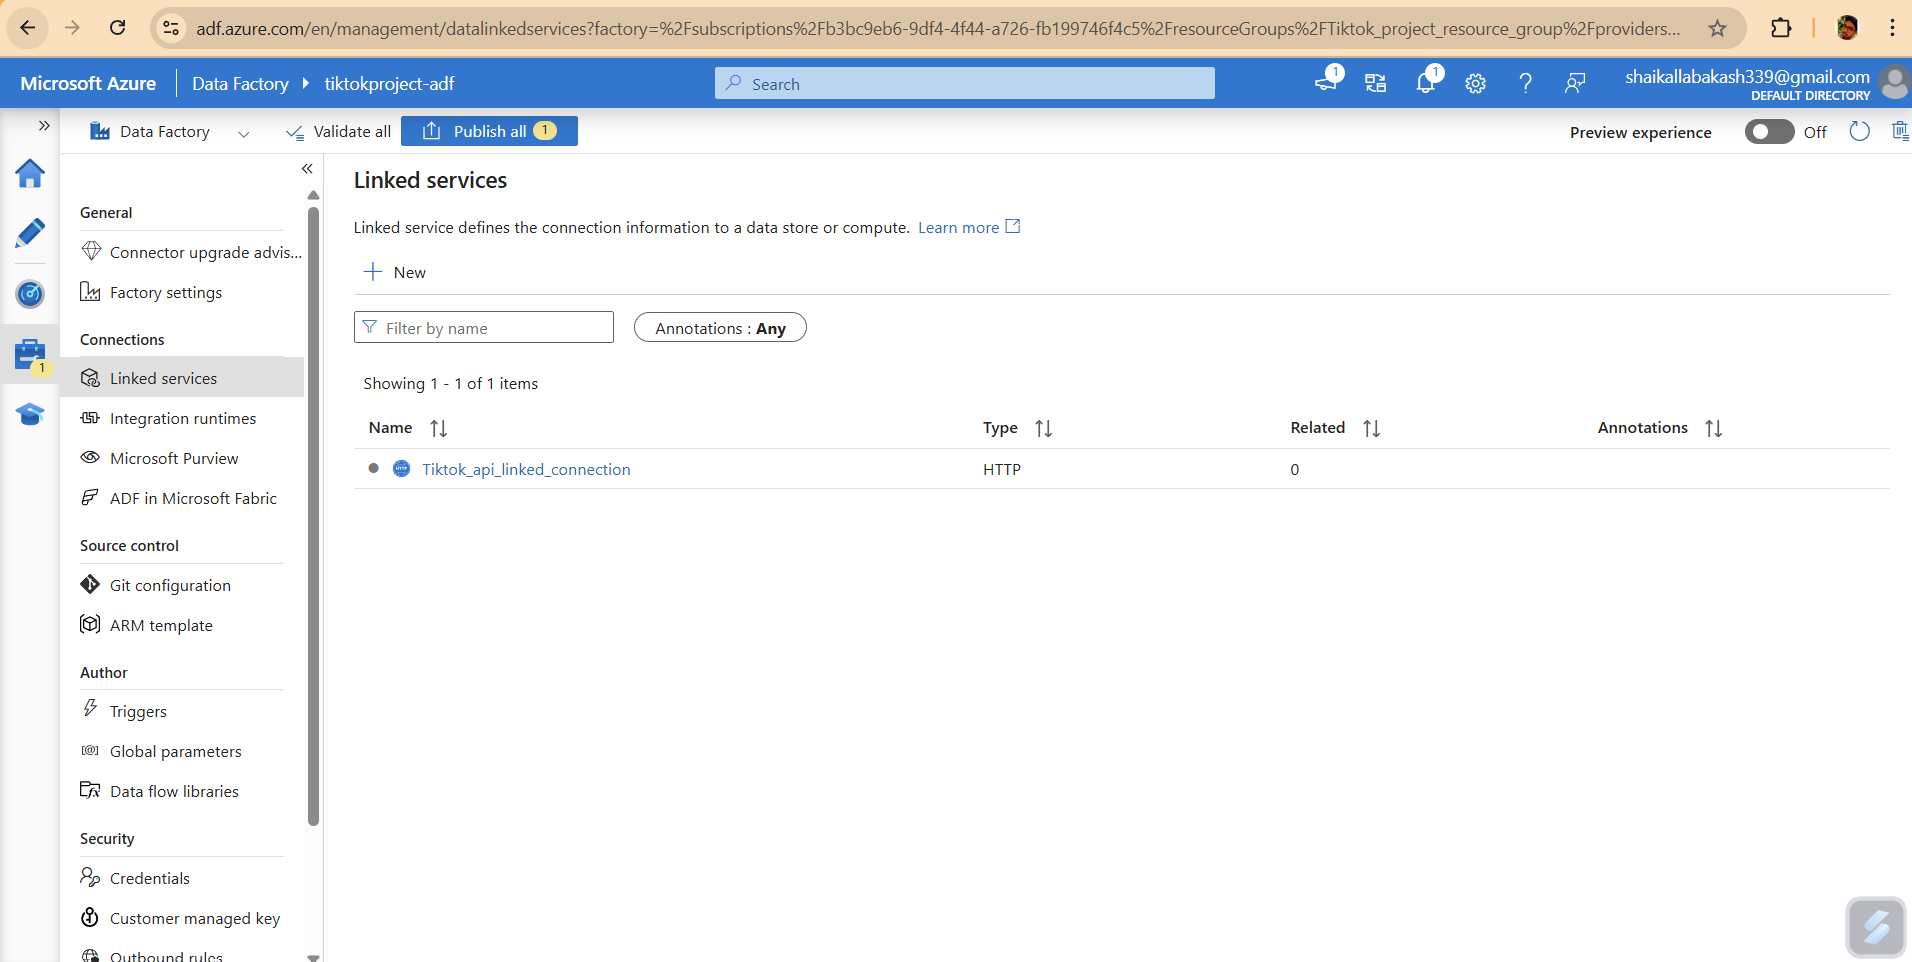 adf.azure.com/en/management/datalinkedservices?factory=%2Fsubscriptions%2Fb3bc9eb6-9df4-4f44-a726-fb199746f4c5%2FresourceGroups%2FTiktok_project_resource_group%2Fproviders...
Microsoft Azure
Data Factory
tiktokproject-adf
Search
1
1
shaikallabakash339@gmail.com
DEFAULT DIRECTORY
Data Factory
Validate all
Publish all 1
Preview experience
Off
1
General
Connector upgrade advis...
Factory settings
Connections
Linked services
Integration runtimes
Microsoft Purview
ADF in Microsoft Fabric
Source control
Git configuration
ARM template
Author
Triggers
Global parameters
Data flow libraries
Security
Credentials
Customer managed key
Outbound rules
Linked services
Linked service defines the connection information to a data store or compute. Learn more
New
Filter by name
Annotations : Any
Showing 1 - 1 of 1 items
Name Type Related Annotations
HTTP Tiktok_api_linked_connection HTTP 0